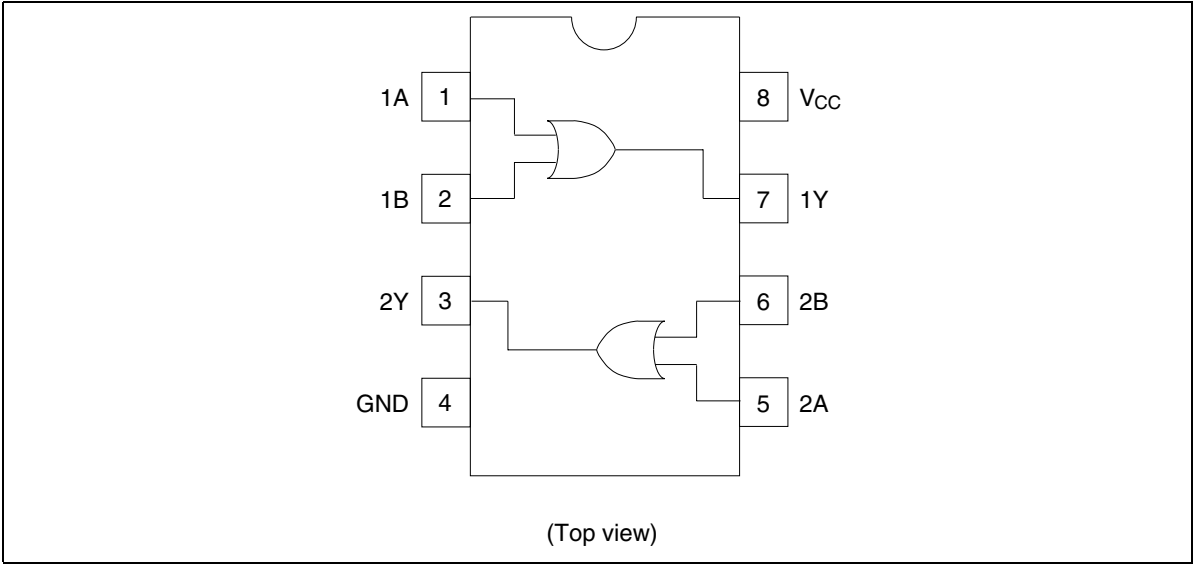 1A 1 8 VCC
1B 2 7 1Y
2Y 3 6 2B
GND 4 5 2A
(Top view)